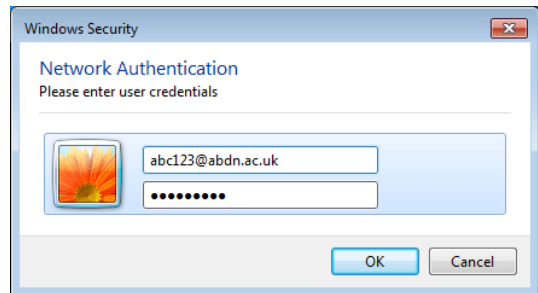 Windows Security
Network Authentication
Please enter user credentials
abc123@abdn.ac.uk
•••••••••
OK Cancel